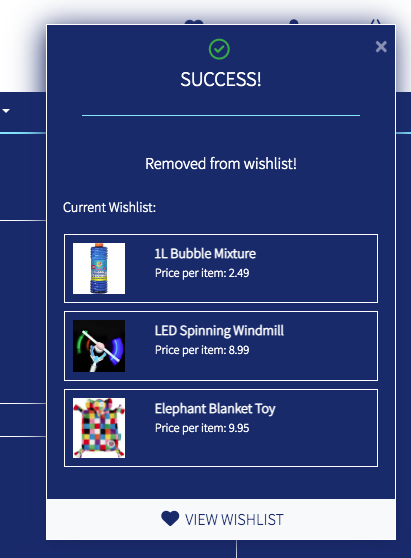 SUCCESS!
Removed from wishlist!
Current Wishlist:
1L Bubble Mixture
Price per item: 2.49
LED Spinning Windmill
Price per item: 8.99
Elephant Blanket Toy
Price per item: 9.95
VIEW WISHLIST